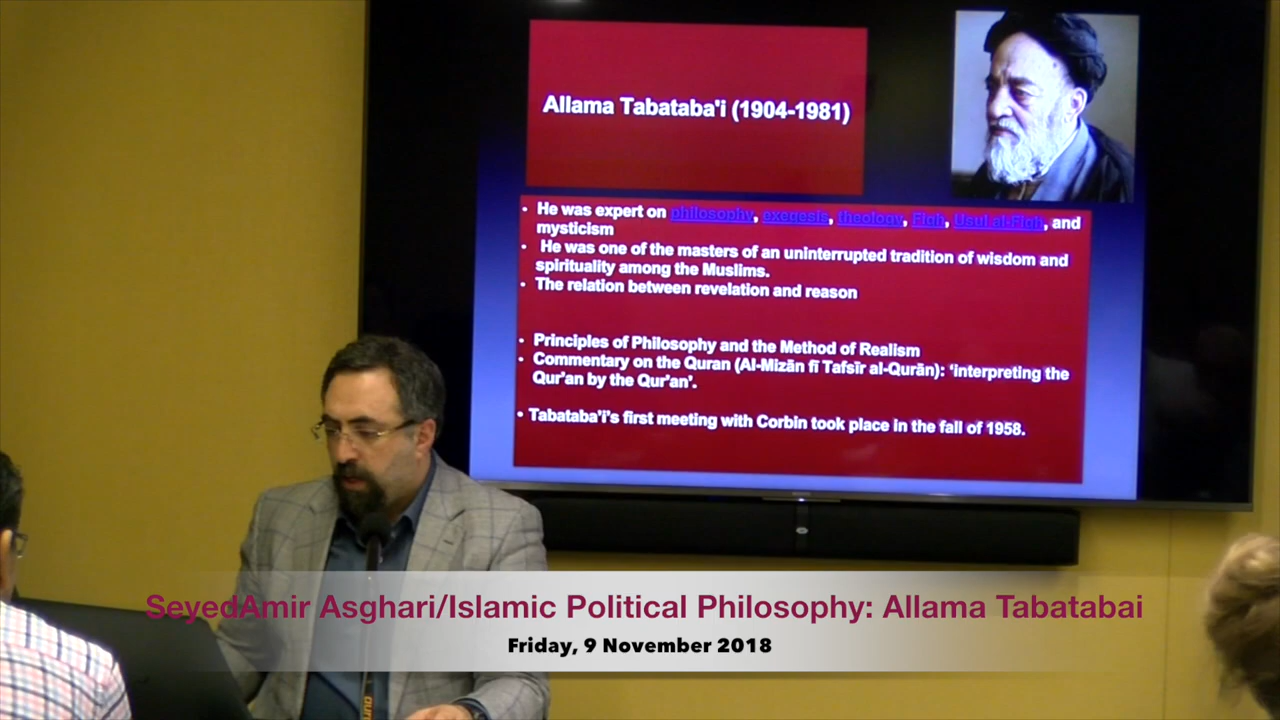 Allama Tabataba'i (1904-1981)
• He was expert on philosophy, exegesis, theology, Fiqh, Usul al-Fiqh, and
mysticism
• He was one of the masters of an uninterrupted tradition of wisdom and
spirituality among the Muslims.
• The relation between revelation and reason
• Principles of Philosophy and the Method of Realism
• Commentary on the Quran (Al-Mizān fī Tafsīr al-Qurān): 'interpreting the
Qur'an by the Qur'an'.
• Tabataba'i's first meeting with Corbin took place in the fall of 1958.
SeyedAmir Asghari/Islamic Political Philosophy: Allama Tabatabai
Friday, 9 November 2018